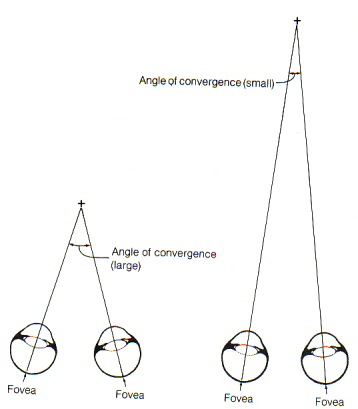 Angle of convergence (small)
Angle of convergence
(large)
Fovea
Fovea
Fovea
Fovea